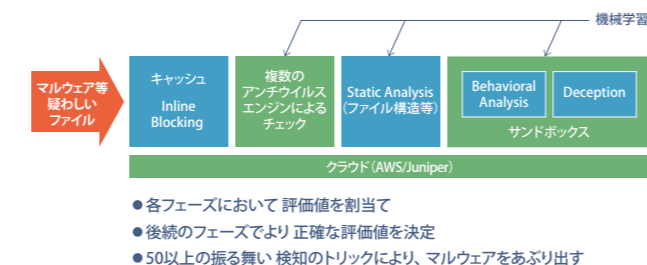 機械学習
マルウェア等
疑わしい
ファイル
キャッシュ
Inline
Blocking
複数の
アンチウイルス
エンジンによる
チェック
Static Analysis
(ファイル構造等)
Behavioral
Analysis
Deception
サンドボックス
クラウド(AWS/Juniper)
●各フェーズにおいて 評価値を割当て
●後続のフェーズでより 正確な評価値を決定
●50以上の振る舞い 検知のトリックにより、マルウェアをあぶり出す